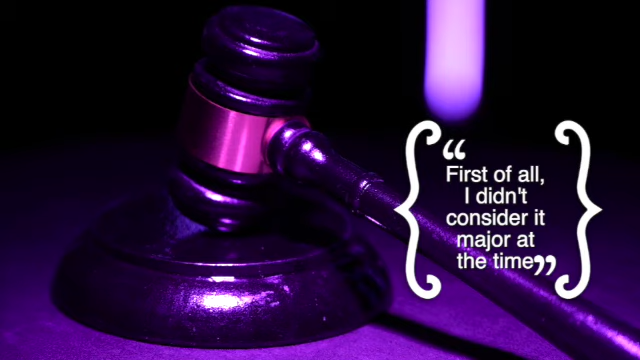 “First of all,
I didn't
consider it
major at
the time”